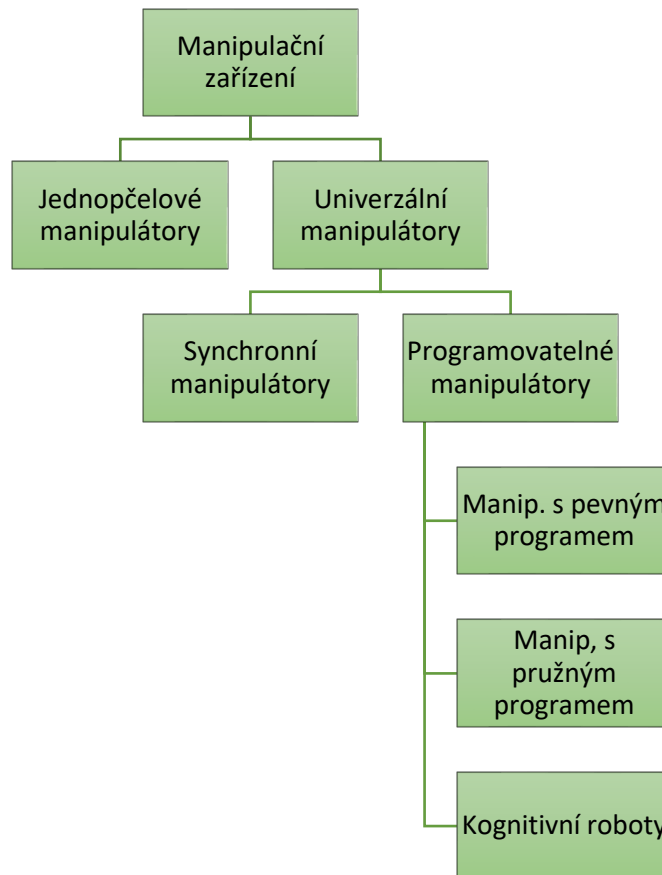 Manipulační
zařízení
Jednopčelové
manipulátory
Univerzální
manipulátory
Synchronní
manipulátory
Programovatelné
manipulátory
Manip. s pevným
programem
Manip, s
pružným
programem
Kognitivní roboty